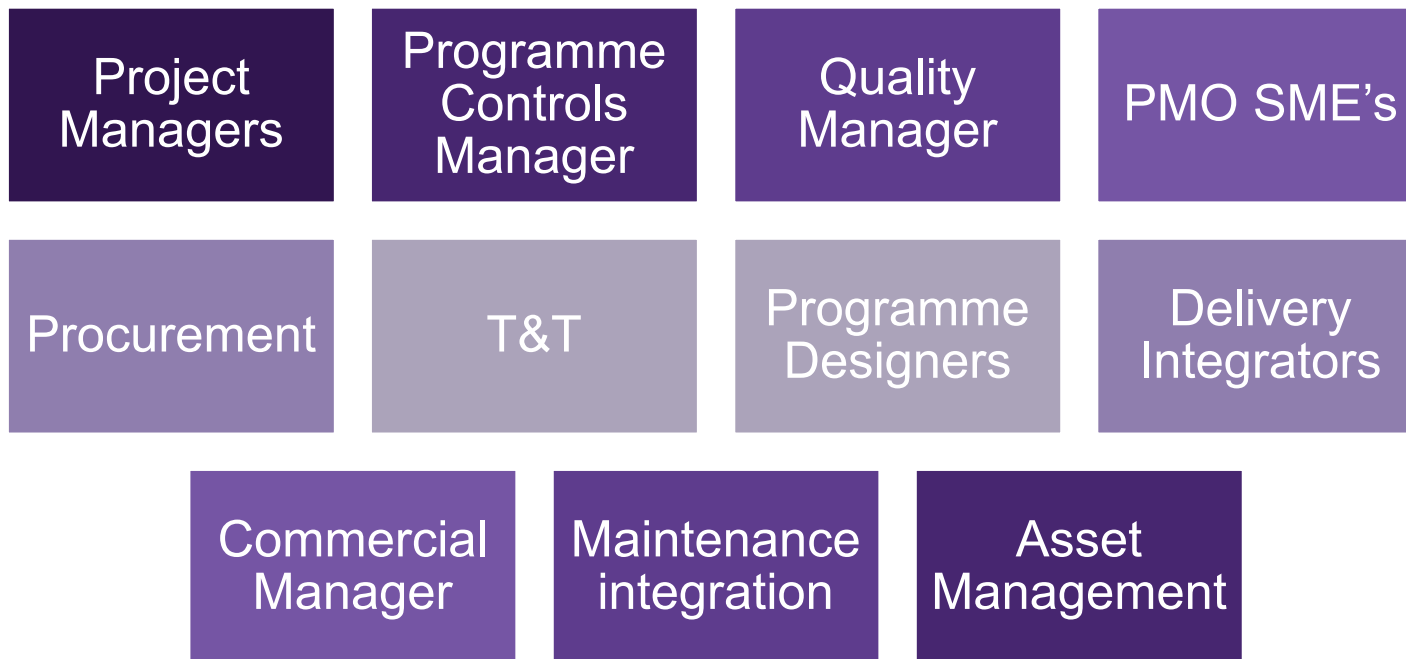 Project
Managers
Programme
Controls
Manager
Quality
Manager
PMO SME’s
Procurement
T&T
Programme
Designers
Delivery
Integrators
Commercial
Manager
Maintenance
integration
Asset
Management